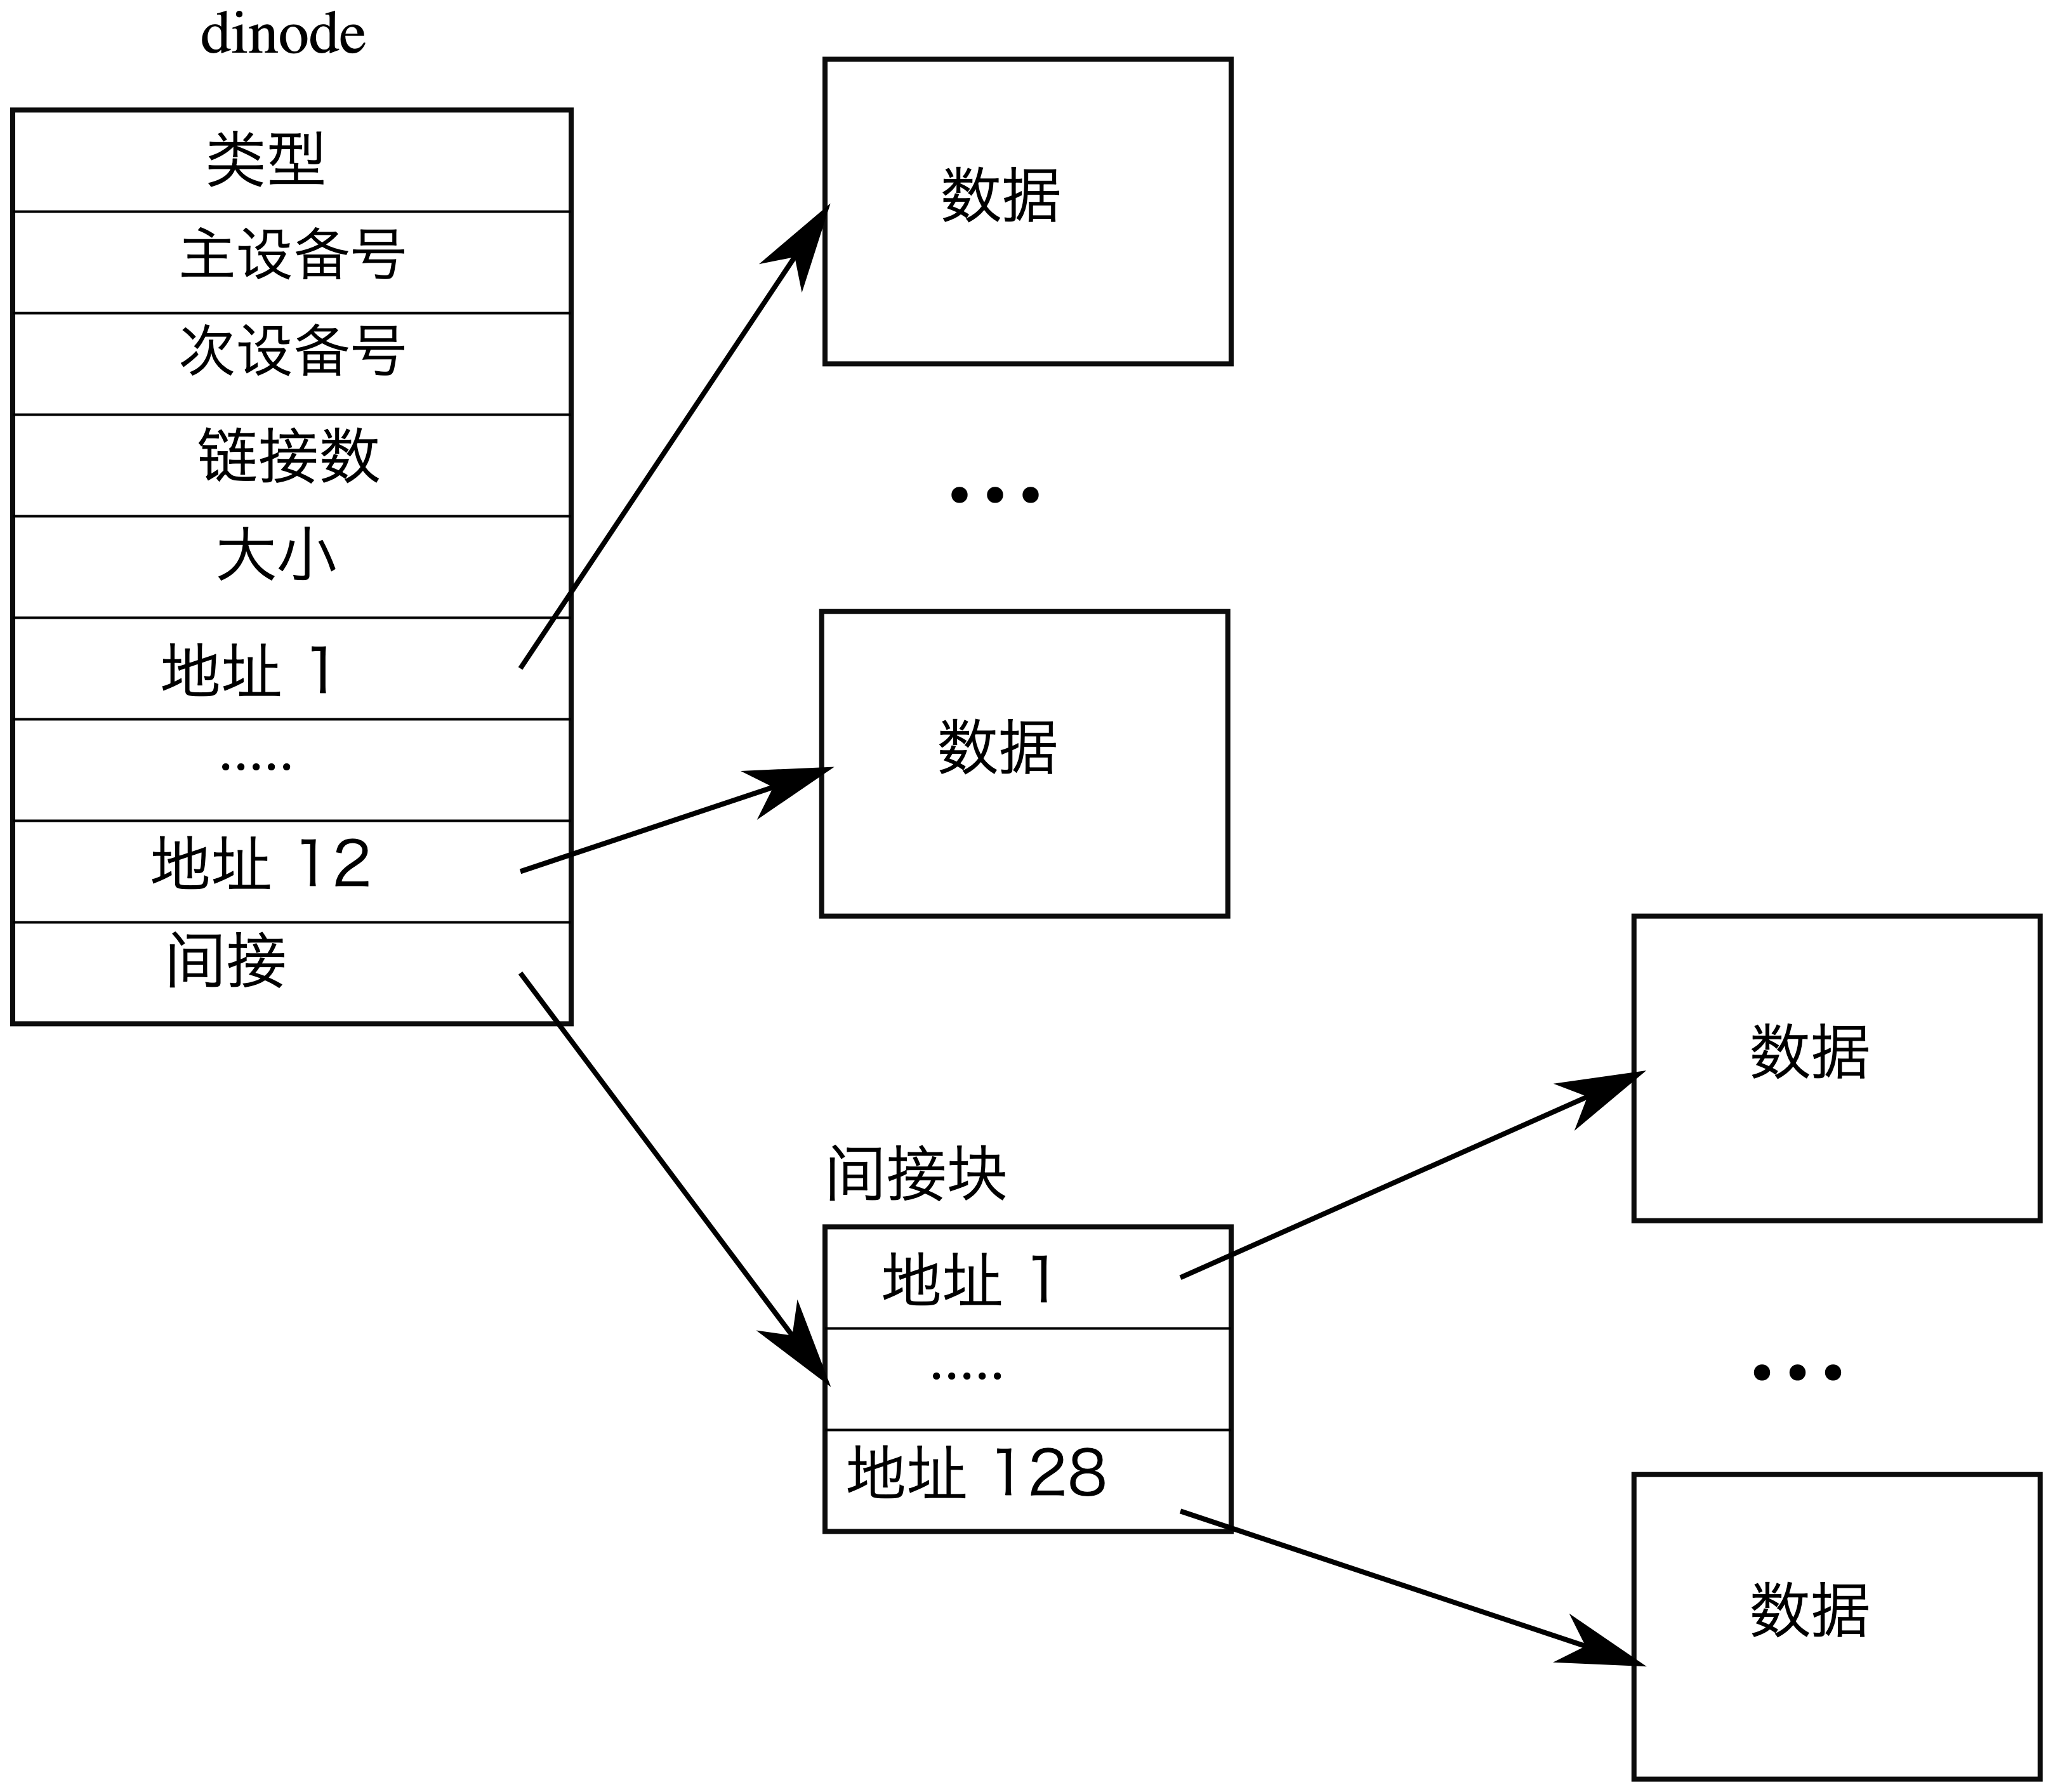 dinode
类型
主设备号
次设备号
链接数
大小
地址 1
.....
地址 12
间接
数据
...
数据
间接块
地址 1
.....
地址 128
数据
...
数据